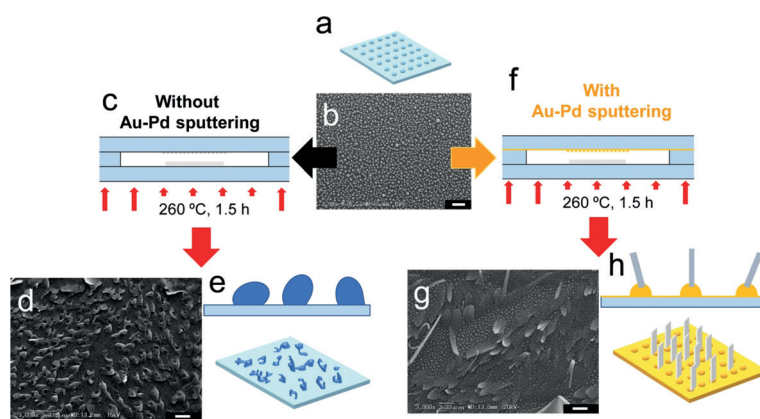 a
c
Without
Au-Pd sputtering
b
f
With
Au-Pd sputtering
260 ºC, 1.5 h
260 ºC, 1.5 h
d
e
g
h